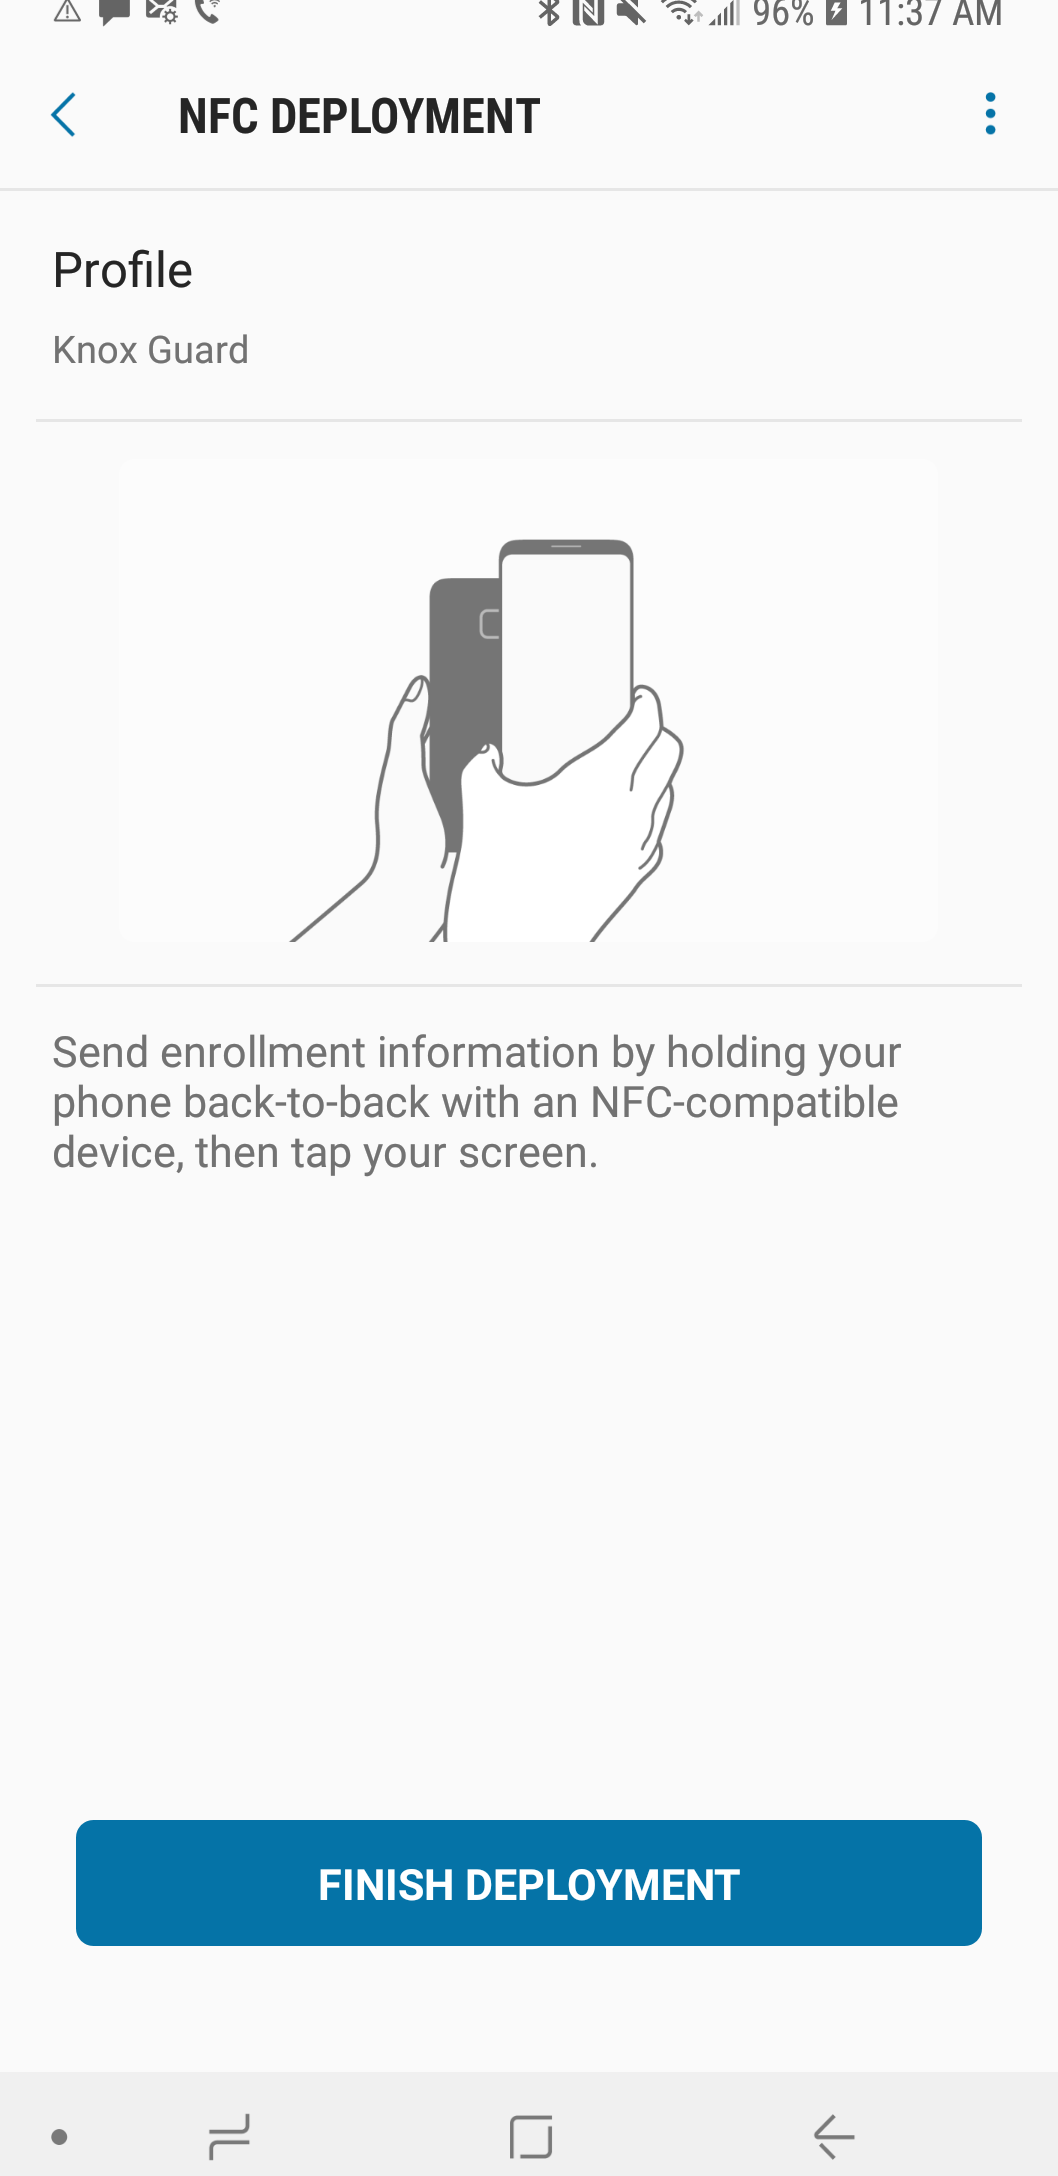 96% 11:37 AM
NFC DEPLOYMENT
Profile
Knox Guard
Send enrollment information by holding your
phone back-to-back with an NFC-compatible
device, then tap your screen.
FINISH DEPLOYMENT